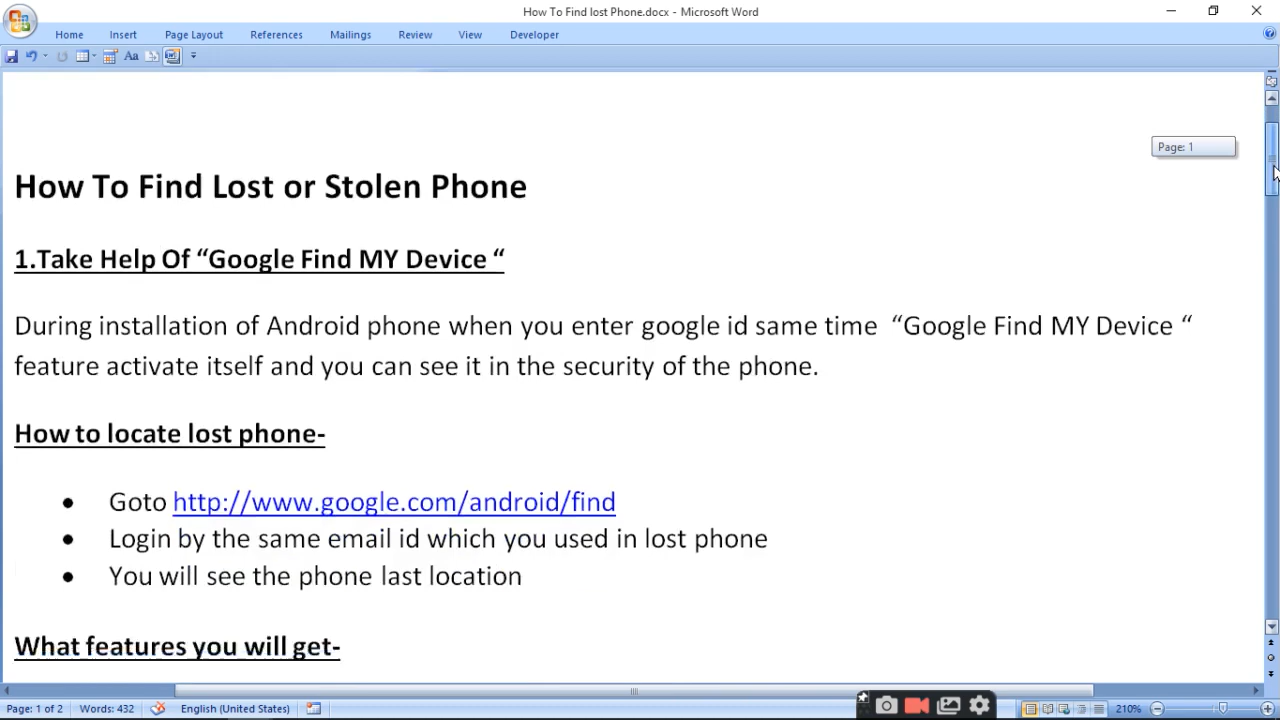 How To Find lost Phone.docx - Microsoft Word
Home Insert Page Layout References Mailings Review View Developer
Aa
Page: 1
How To Find Lost or Stolen Phone
1.Take Help Of “Google Find MY Device “
During installation of Android phone when you enter google id same time “Google Find MY Device “
feature activate itself and you can see it in the security of the phone.
How to locate lost phone-
• Goto http://www.google.com/android/find
• Login by the same email id which you used in lost phone
• You will see the phone last location
What features you will get-
Page: 1 of 2 Words: 432 English (United States) 210%